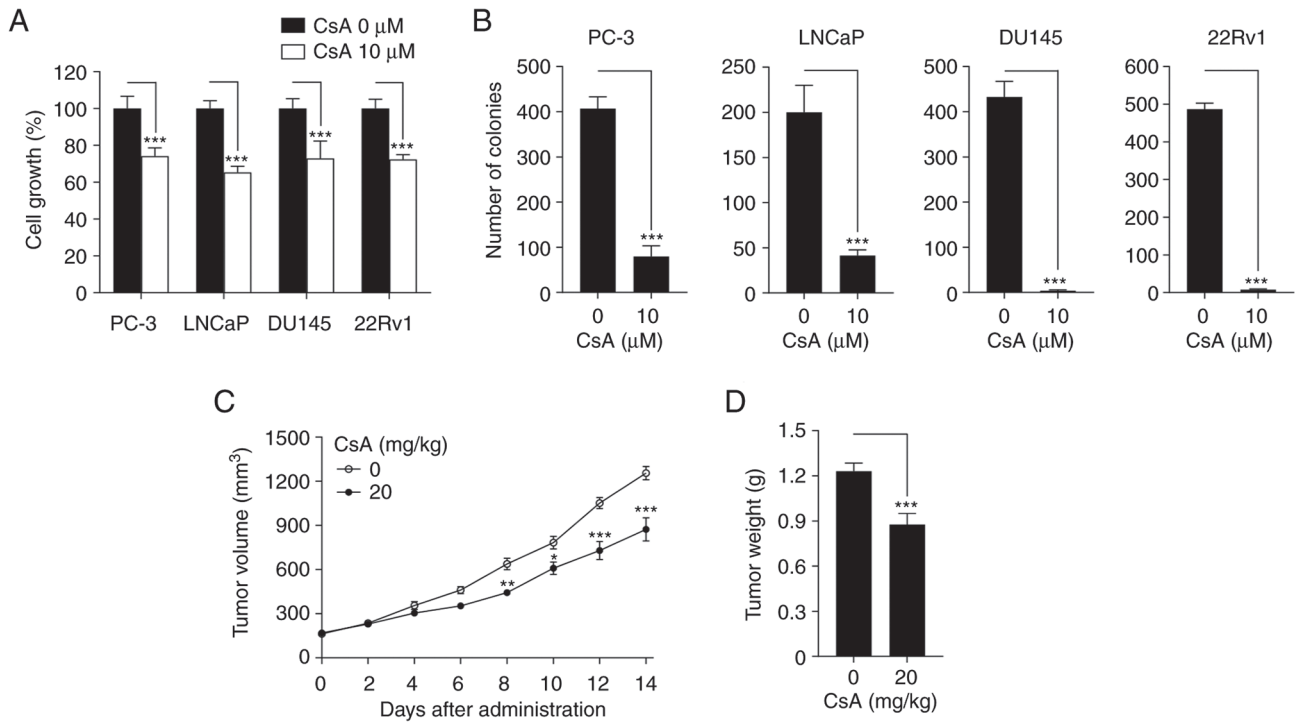 A
CsA 0 μM
CsA 10 μM
Cell growth (%)
120
100
80
60
40
20
0
***
***
***
***
PC-3
LNCaP
DU145
22Rv1
B
Number of colonies
PC-3
500
400
300
200
100
0
***
0 10
CsA (μM)
LNCaP
250
200
150
100
50
0
***
0 10
CsA (μM)
DU145
500
400
300
200
100
0
***
0 10
CsA (μM)
22Rv1
600
500
400
300
200
100
0
***
0 10
CsA (μM)
C
Tumor volume (mm³)
1500
1200
900
600
300
0
CsA (mg/kg)
0
20
**
*
***
***
0 2 4 6 8 10 12 14
Days after administration
D
Tumor weight (g)
1.5
1.2
0.9
0.6
0.3
0
***
0 20
CsA (mg/kg)